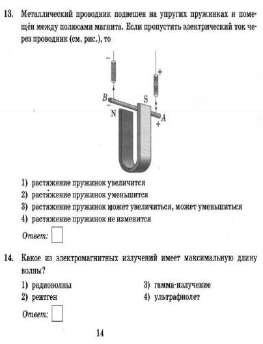 13. Металлический проводник подвешен на упругих пружинках и поме-
щён между полюсами магнита. Если пропустить электрический ток че-
рез проводник (см. рис.), то
− +
B − S
N + A
1) растяжение пружинок увеличится
2) растяжение пружинок уменьшится
3) растяжение пружинок может увеличиться, может уменьшиться
4) растяжение пружинок не изменится
Ответ:
14. Какое из электромагнитных излучений имеет максимальную длину
волны?
1) радиоволны 3) гамма-излучение
2) рентген 4) ультрафиолет
Ответ:
14